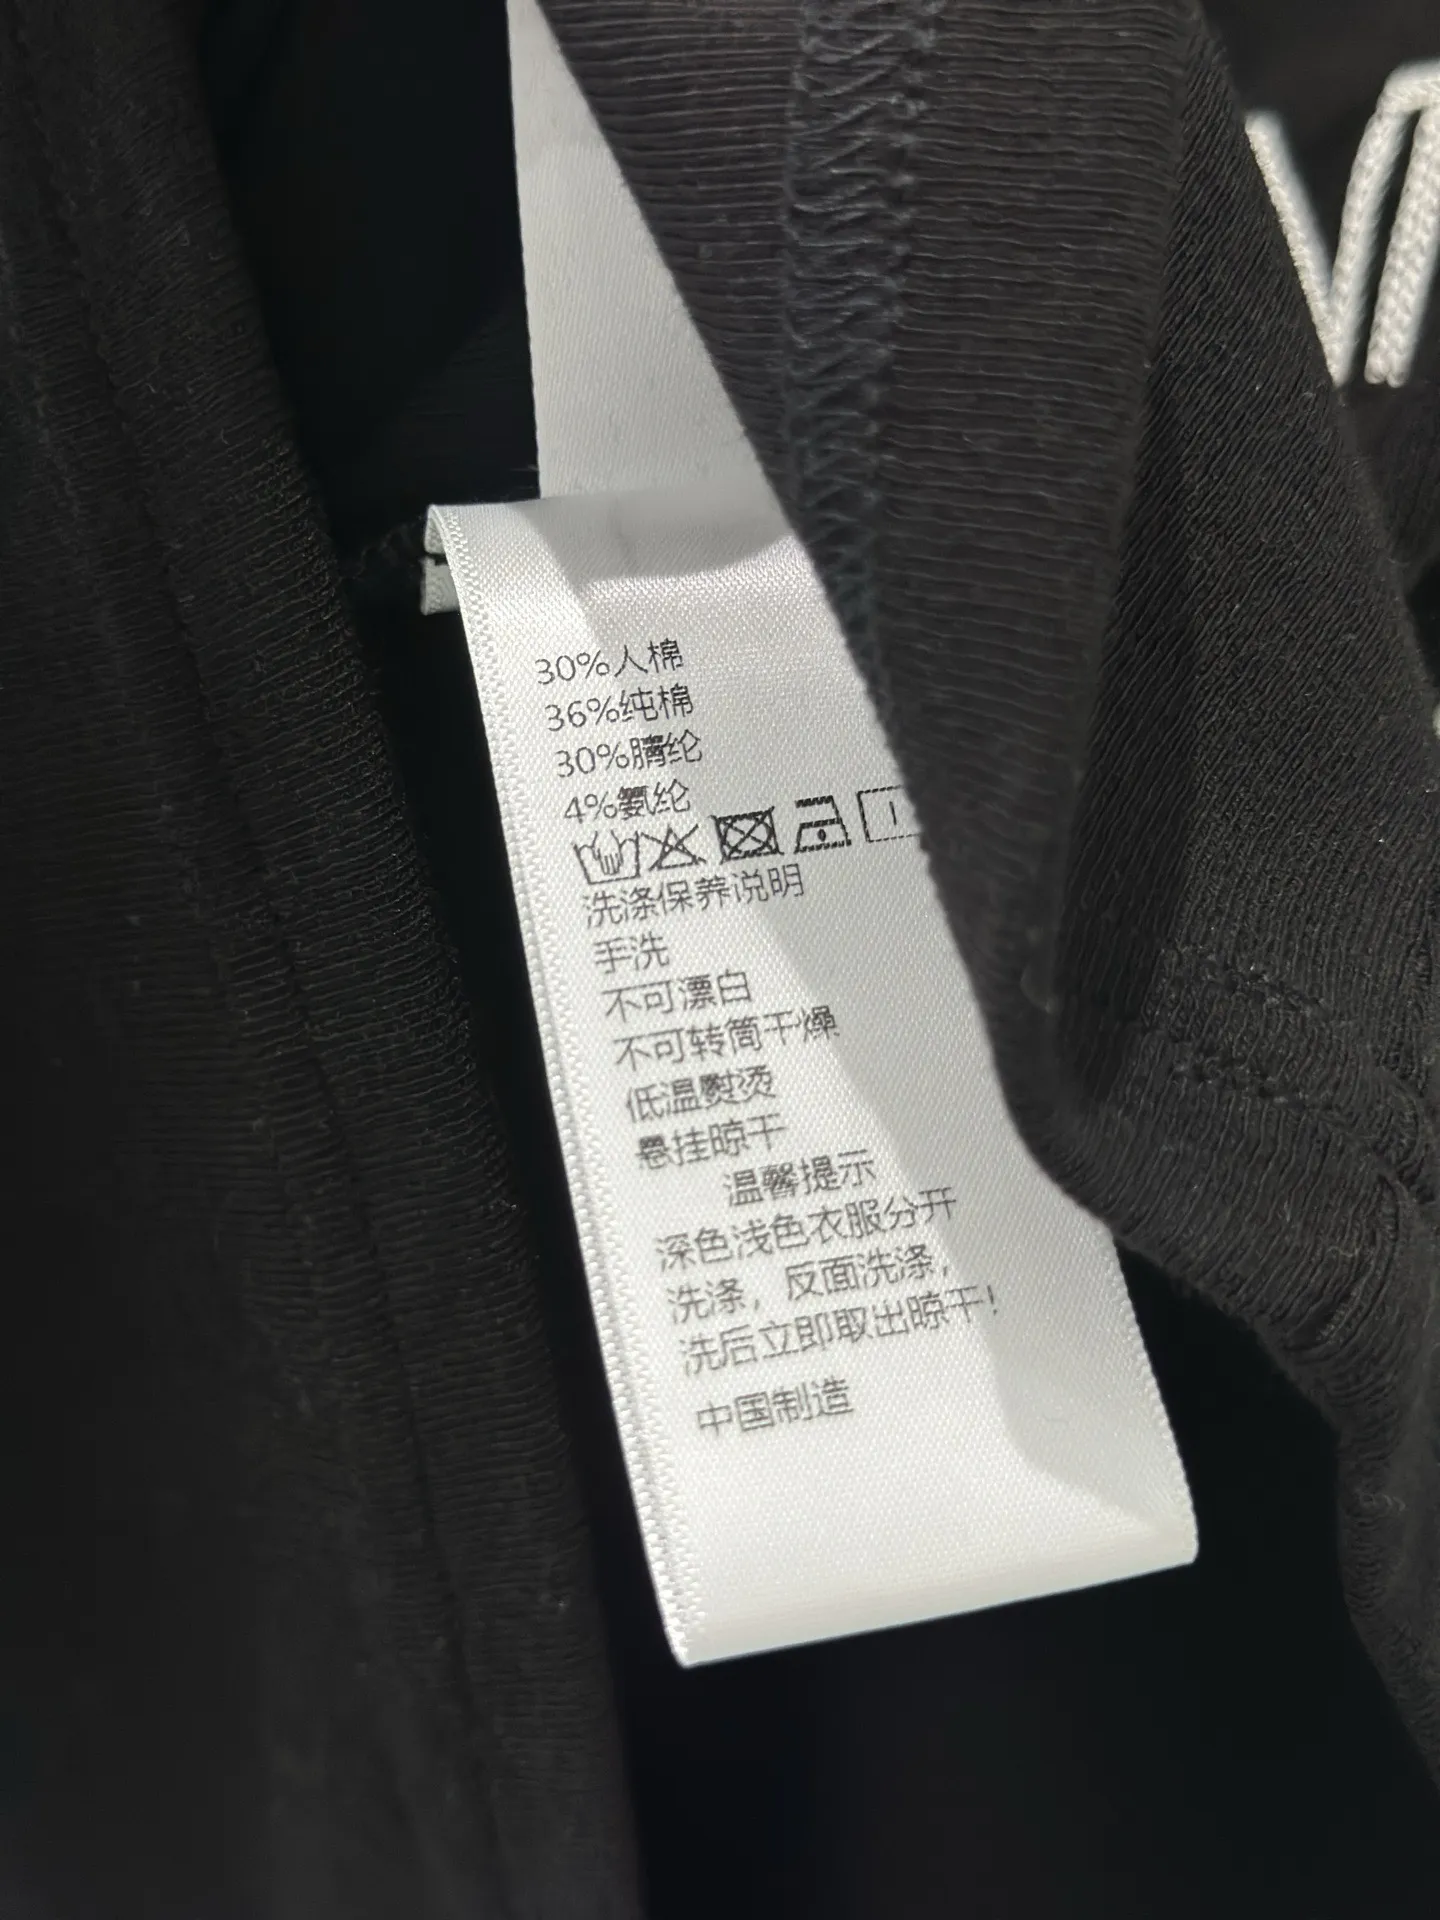 30%人棉
36%纯棉
30%腈纶
4%氨纶
洗涤保养说明
手洗
不可漂白
不可转筒干燥
低温熨烫
悬挂晾干
温馨提示
深色浅色衣服分开
洗涤，反面洗涤，
洗后立即取出晾干！
中国制造